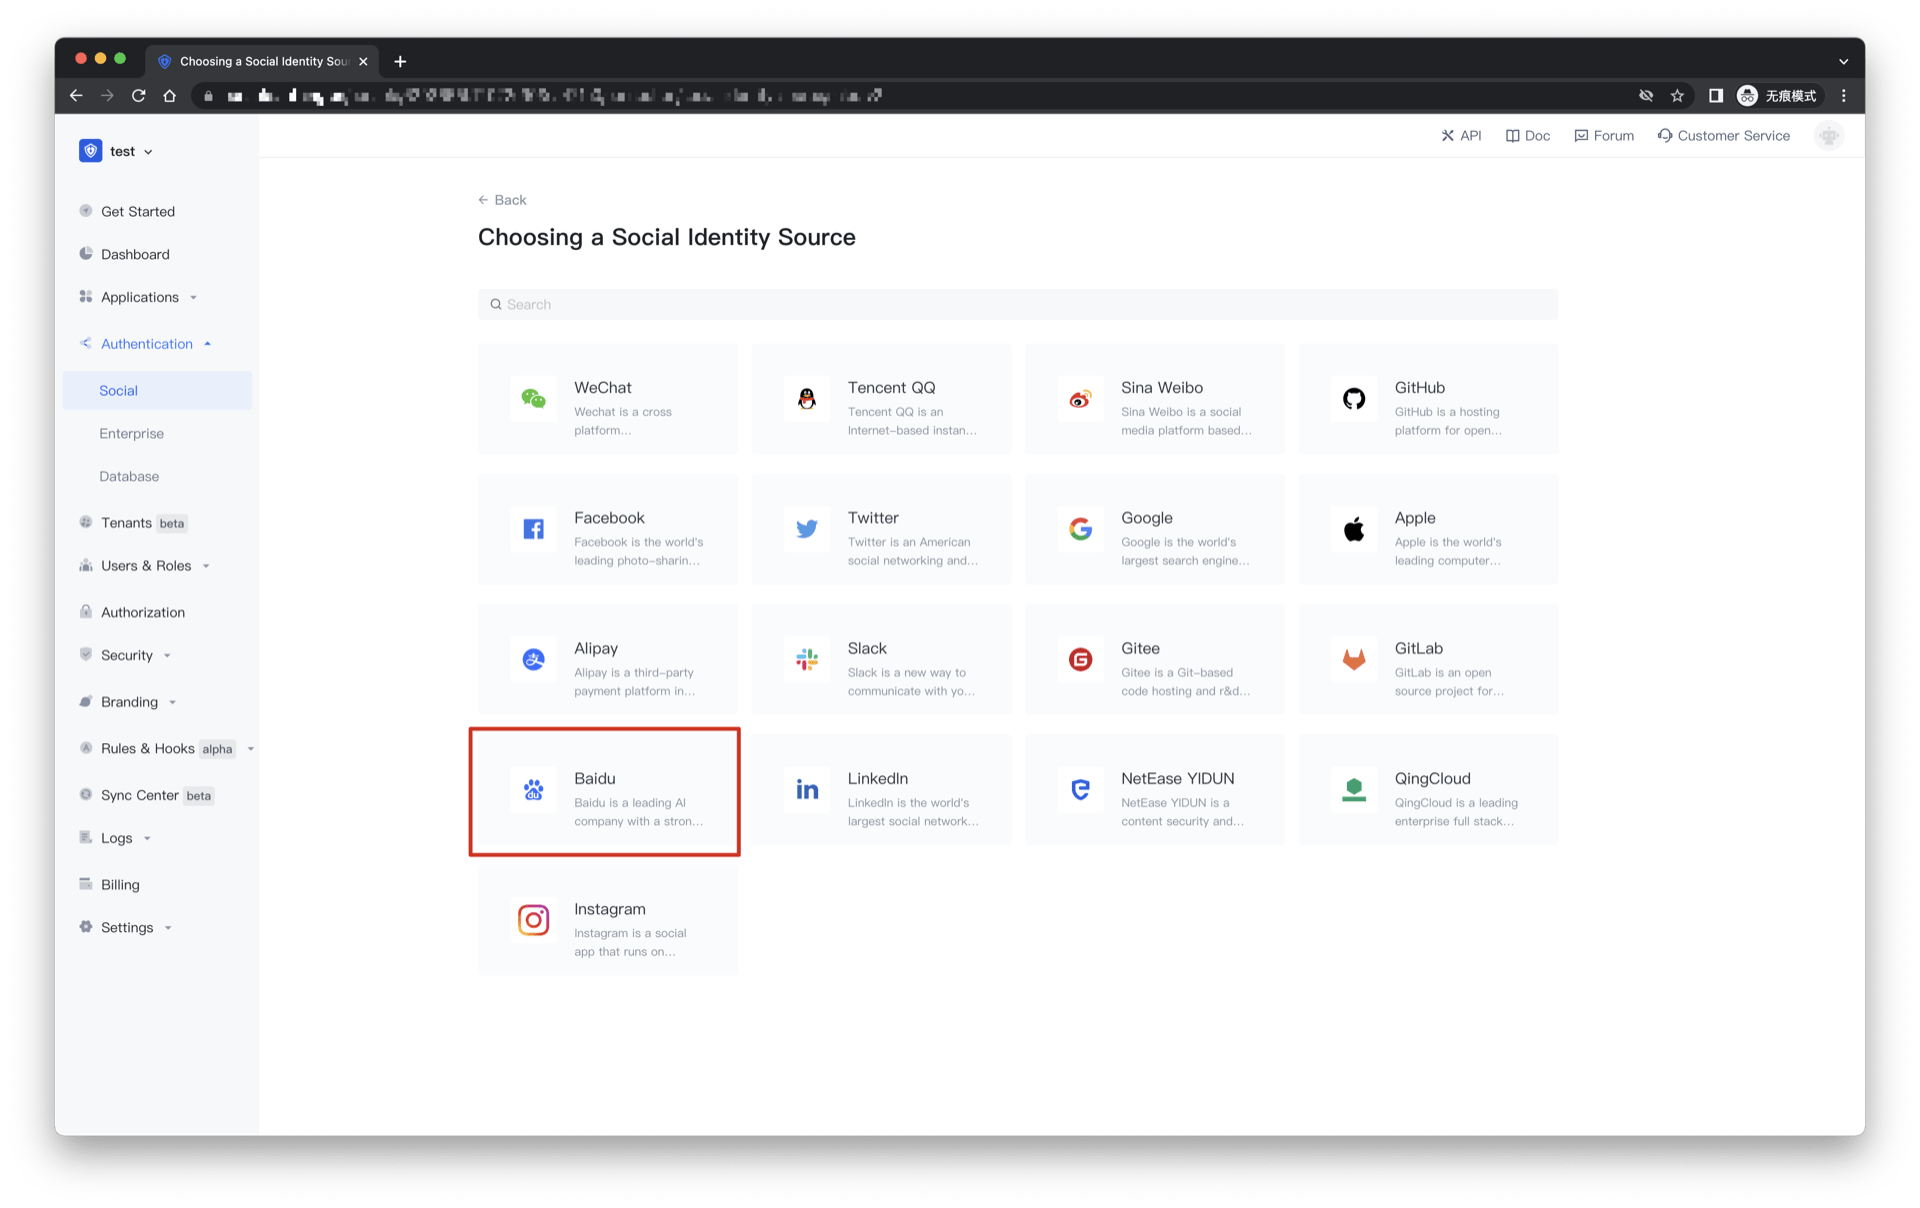 Choosing a Social Identity Sou
无痕模式
test
API
Doc
Forum
Customer Service
Get Started
Dashboard
Applications
Authentication
Social
Enterprise
Database
Tenants beta
Users & Roles
Authorization
Security
Branding
Rules & Hooks alpha
Sync Center beta
Logs
Billing
Settings
Back
Choosing a Social Identity Source
Search
WeChat
Wechat is a cross
platform...
Tencent QQ
Tencent QQ is an
Internet-based instan...
Sina Weibo
Sina Weibo is a social
media platform based...
GitHub
GitHub is a hosting
platform for open...
Facebook
Facebook is the world's
leading photo-sharin...
Twitter
Twitter is an American
social networking and...
Google
Google is the world's
largest search engine...
Apple
Apple is the world's
leading computer...
Alipay
Alipay is a third-party
payment platform in...
Slack
Slack is a new way to
communicate with yo...
Gitee
Gitee is a Git-based
code hosting and r&d...
GitLab
GitLab is an open
source project for...
du
Baidu
Baidu is a leading AI
company with a stron...
in
LinkedIn
LinkedIn is the world's
largest social network...
NetEase YIDUN
NetEase YIDUN is a
content security and...
QingCloud
QingCloud is a leading
enterprise full stack...
Instagram
Instagram is a social
app that runs on...